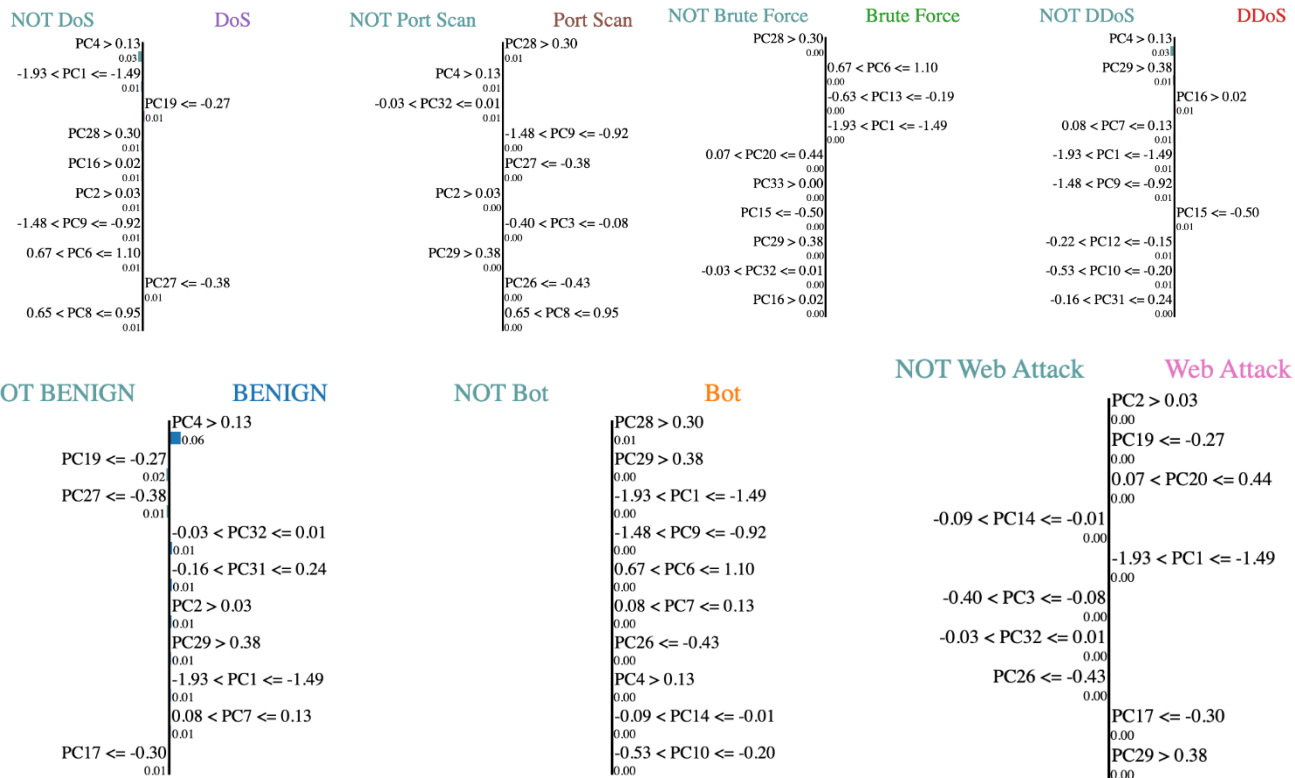 NOT DoS DoS
PC4 > 0.13
0.03
-1.93 < PC1 <= -1.49
0.01
PC19 <= -0.27
0.01
PC28 > 0.30
0.01
PC16 > 0.02
0.01
PC2 > 0.03
0.01
-1.48 < PC9 <= -0.92
0.01
0.67 < PC6 <= 1.10
0.01
PC27 <= -0.38
0.01
0.65 < PC8 <= 0.95
0.01
NOT Port Scan Port Scan
PC28 > 0.30
0.01
PC4 > 0.13
0.01
-0.03 < PC32 <= 0.01
0.01
-1.48 < PC9 <= -0.92
0.00
PC27 <= -0.38
0.00
PC2 > 0.03
0.00
-0.40 < PC3 <= -0.08
0.00
PC29 > 0.38
0.00
PC26 <= -0.43
0.00
0.65 < PC8 <= 0.95
0.00
NOT Brute Force Brute Force
PC28 > 0.30
0.00
0.67 < PC6 <= 1.10
0.00
-0.63 < PC13 <= -0.19
0.00
-1.93 < PC1 <= -1.49
0.00
0.07 < PC20 <= 0.44
0.00
PC33 > 0.00
0.00
PC15 <= -0.50
0.00
PC29 > 0.38
0.00
-0.03 < PC32 <= 0.01
0.00
PC16 > 0.02
0.00
NOT DDoS DDoS
PC4 > 0.13
0.03
PC29 > 0.38
0.01
PC16 > 0.02
0.01
0.08 < PC7 <= 0.13
0.01
-1.93 < PC1 <= -1.49
0.01
-1.48 < PC9 <= -0.92
0.01
PC15 <= -0.50
0.01
-0.22 < PC12 <= -0.15
0.01
-0.53 < PC10 <= -0.20
0.01
-0.16 < PC31 <= 0.24
0.00
OT BENIGN BENIGN
PC4 > 0.13
0.06
PC19 <= -0.27
0.02
PC27 <= -0.38
0.01
-0.03 < PC32 <= 0.01
0.01
-0.16 < PC31 <= 0.24
0.01
PC2 > 0.03
0.01
PC29 > 0.38
0.01
-1.93 < PC1 <= -1.49
0.01
0.08 < PC7 <= 0.13
0.01
PC17 <= -0.30
0.01
NOT Bot Bot
PC28 > 0.30
0.01
PC29 > 0.38
0.00
-1.93 < PC1 <= -1.49
0.00
-1.48 < PC9 <= -0.92
0.00
0.67 < PC6 <= 1.10
0.00
0.08 < PC7 <= 0.13
0.00
PC26 <= -0.43
0.00
PC4 > 0.13
0.00
-0.09 < PC14 <= -0.01
0.00
-0.53 < PC10 <= -0.20
0.00
NOT Web Attack Web Attack
PC2 > 0.03
0.00
PC19 <= -0.27
0.00
0.07 < PC20 <= 0.44
0.00
-0.09 < PC14 <= -0.01
0.00
-1.93 < PC1 <= -1.49
0.00
-0.40 < PC3 <= -0.08
0.00
-0.03 < PC32 <= 0.01
0.00
PC26 <= -0.43
0.00
PC17 <= -0.30
0.00
PC29 > 0.38
0.00